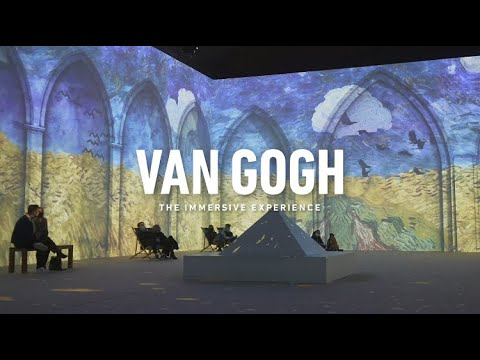 VAN GOGH
THE IMMERSIVE EXPERIENCE